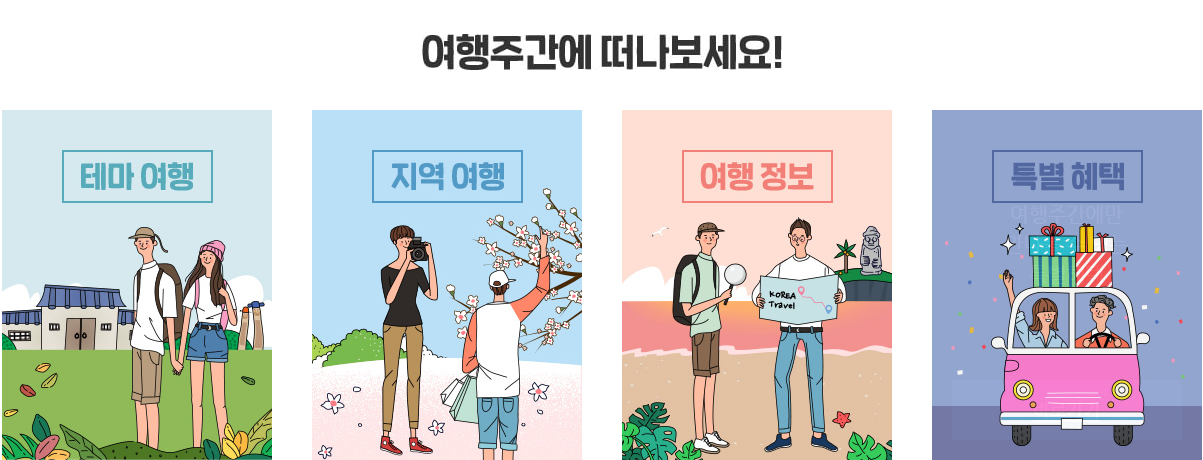 여행주간에 떠나보세요!
테마 여행
지역 여행
여행 정보
특별 혜택
여행주간에만
KOREA
Travel